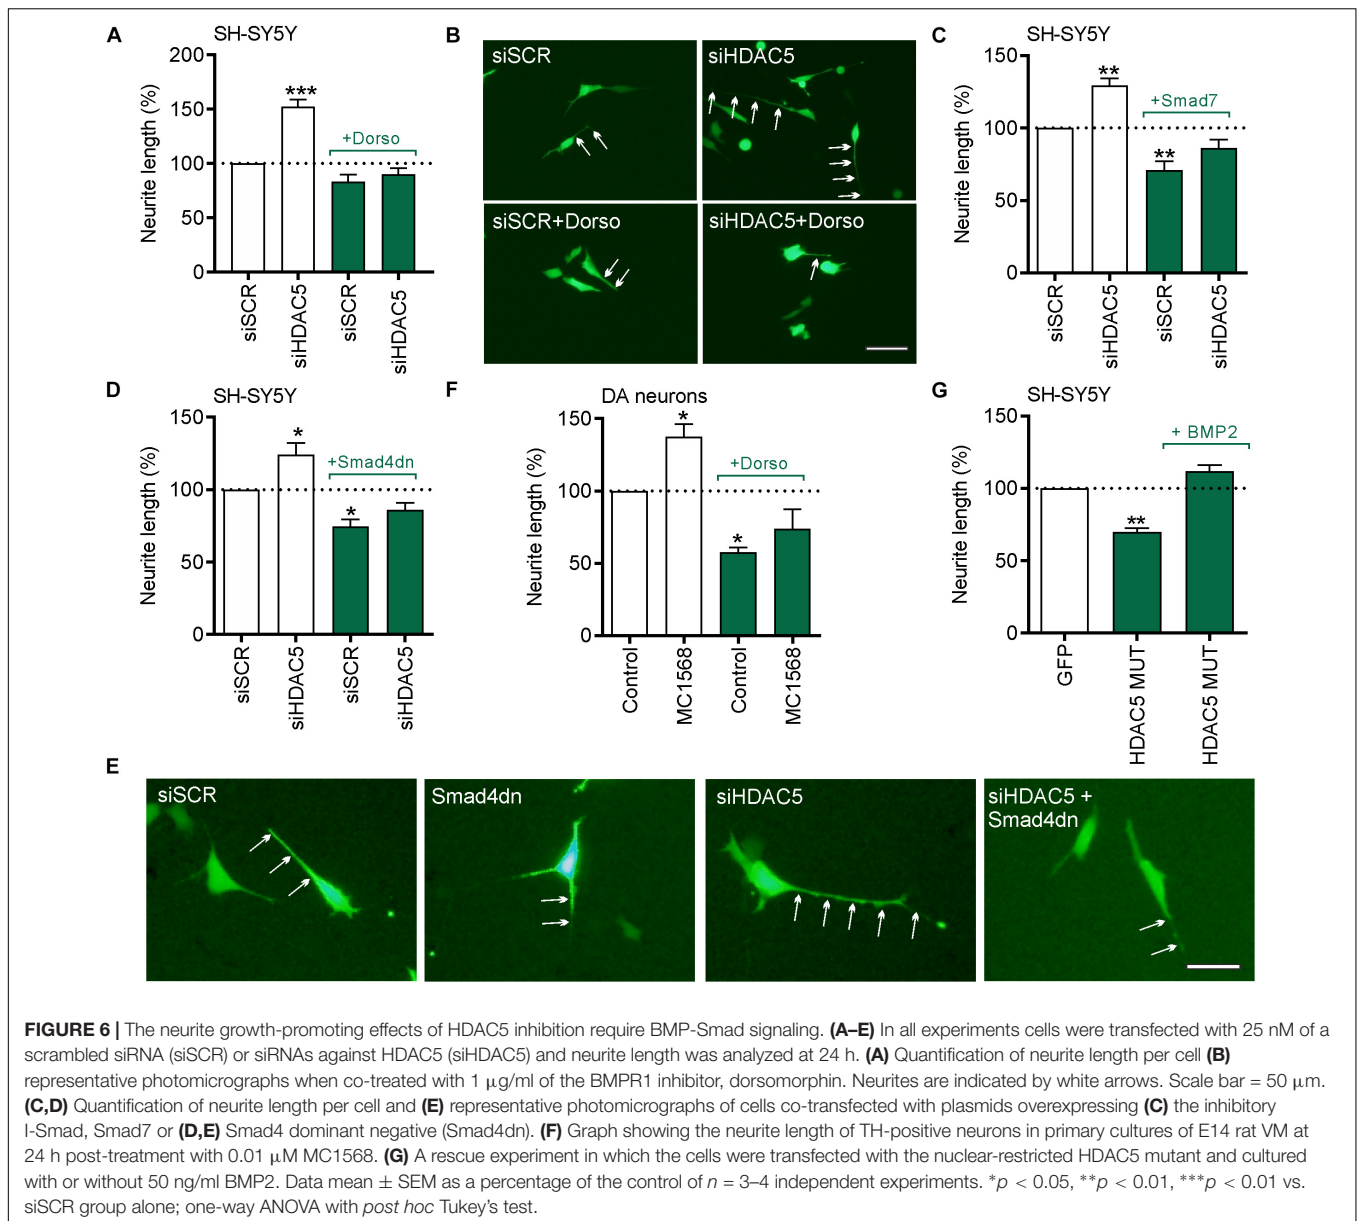 A
SH-SY5Y
Neurite length (%)
200
150
100
50
0
***
+Dorso
siSCR
siHDAC5
siSCR
siHDAC5
B
siSCR
siHDAC5
siSCR+Dorso
siHDAC5+Dorso
C
SH-SY5Y
Neurite length (%)
150
100
50
0
**
+Smad7
**
siSCR
siHDAC5
siSCR
siHDAC5
D
SH-SY5Y
Neurite length (%)
150
100
50
0
*
+Smad4dn
*
siSCR
siHDAC5
siSCR
siHDAC5
F
DA neurons
Neurite length (%)
150
100
50
0
*
+Dorso
*
Control
MC1568
Control
MC1568
G
SH-SY5Y
Neurite length (%)
150
100
50
0
+ BMP2
**
GFP
HDAC5 MUT
HDAC5 MUT
E
siSCR
Smad4dn
siHDAC5
siHDAC5 +
Smad4dn
FIGURE 6 | The neurite growth-promoting effects of HDAC5 inhibition require BMP-Smad signaling. (A–E) In all experiments cells were transfected with 25 nM of a
scrambled siRNA (siSCR) or siRNAs against HDAC5 (siHDAC5) and neurite length was analyzed at 24 h. (A) Quantification of neurite length per cell (B)
representative photomicrographs when co-treated with 1 μg/ml of the BMPR1 inhibitor, dorsomorphin. Neurites are indicated by white arrows. Scale bar = 50 μm.
(C,D) Quantification of neurite length per cell and (E) representative photomicrographs of cells co-transfected with plasmids overexpressing (C) the inhibitory
I-Smad, Smad7 or (D,E) Smad4 dominant negative (Smad4dn). (F) Graph showing the neurite length of TH-positive neurons in primary cultures of E14 rat VM at
24 h post-treatment with 0.01 μM MC1568. (G) A rescue experiment in which the cells were transfected with the nuclear-restricted HDAC5 mutant and cultured
with or without 50 ng/ml BMP2. Data mean ± SEM as a percentage of the control of n = 3–4 independent experiments. *p < 0.05, **p < 0.01, ***p < 0.01 vs.
siSCR group alone; one-way ANOVA with post hoc Tukey's test.